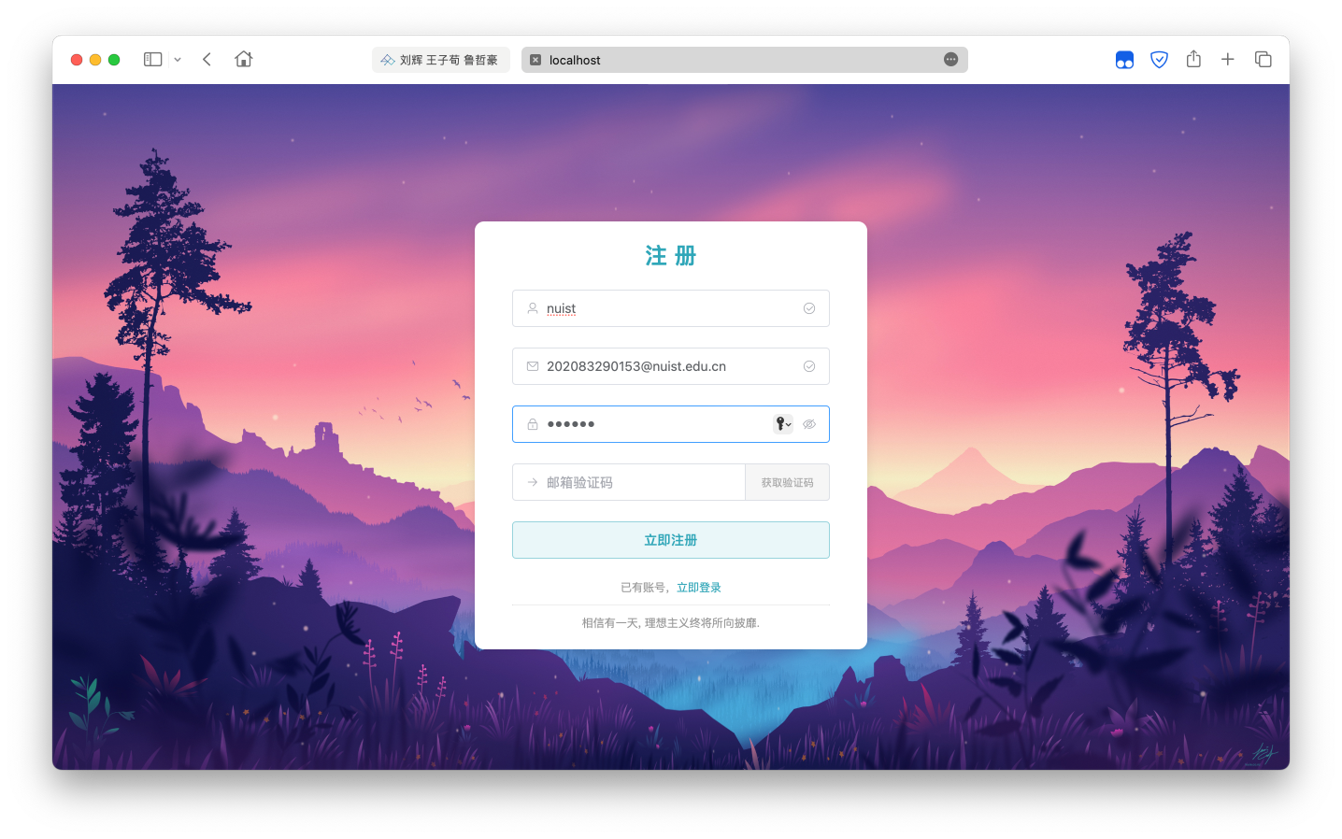 刘辉 王子荀 鲁哲豪
localhost
注 册
nuist
202083290153@nuist.edu.cn
邮箱验证码 获取验证码
立即注册
已有账号，立即登录
相信有一天, 理想主义终将所向披靡.